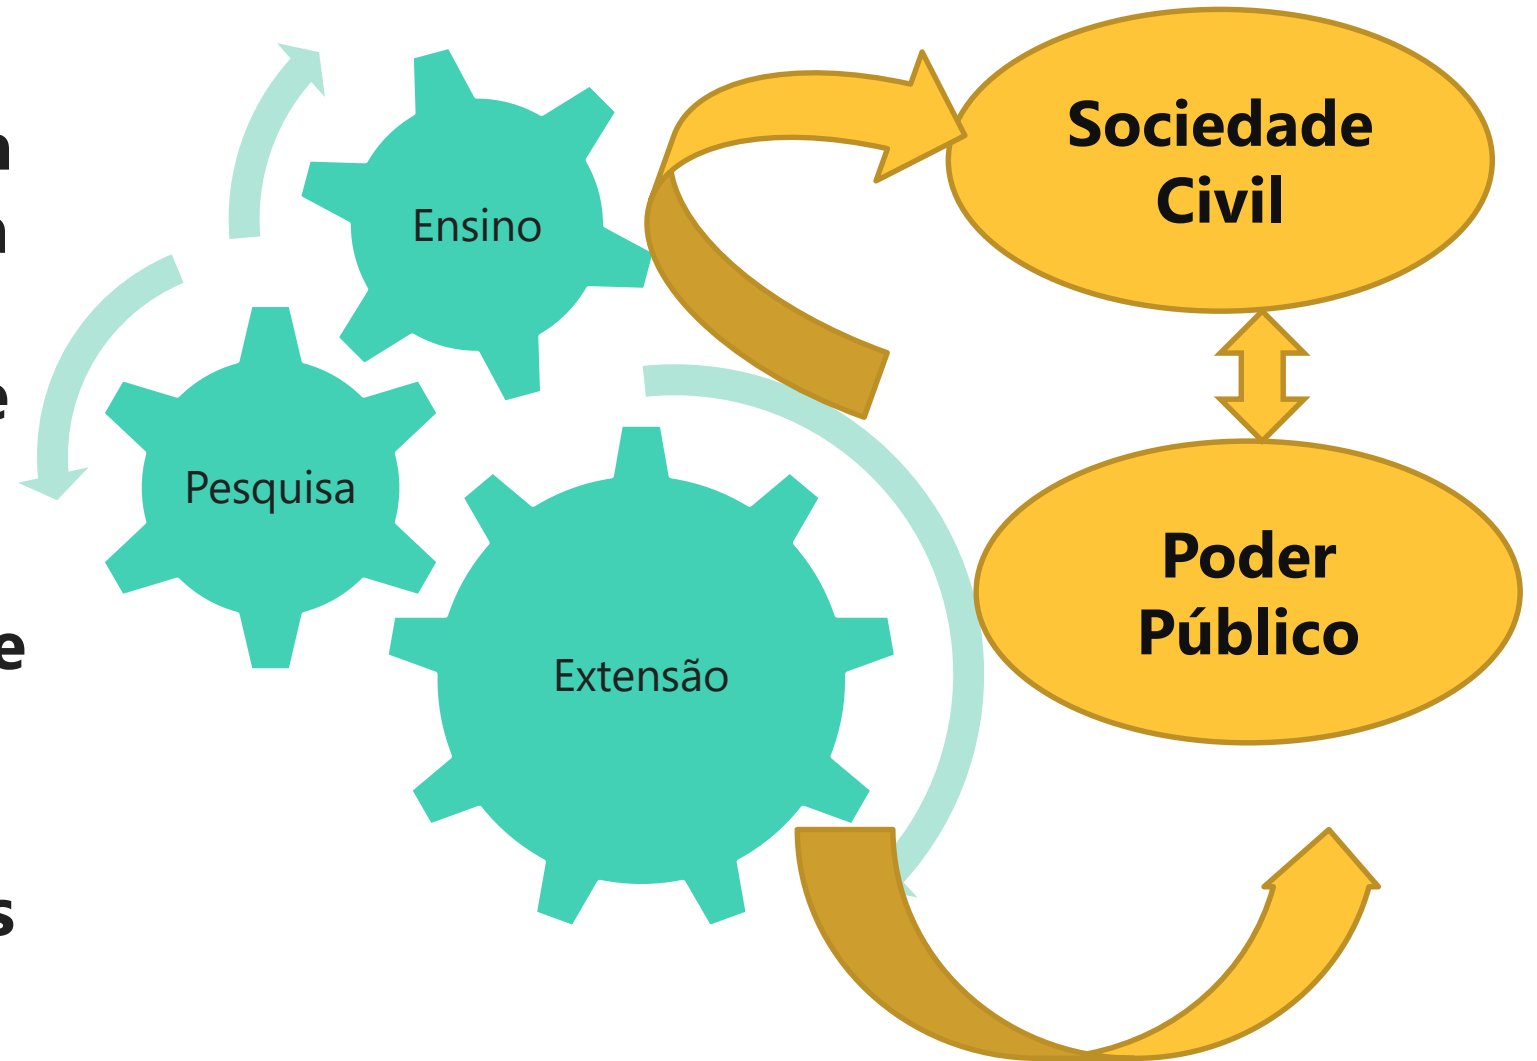 Sociedade
Civil
Ensino
Pesquisa
Poder
Público
Extensão